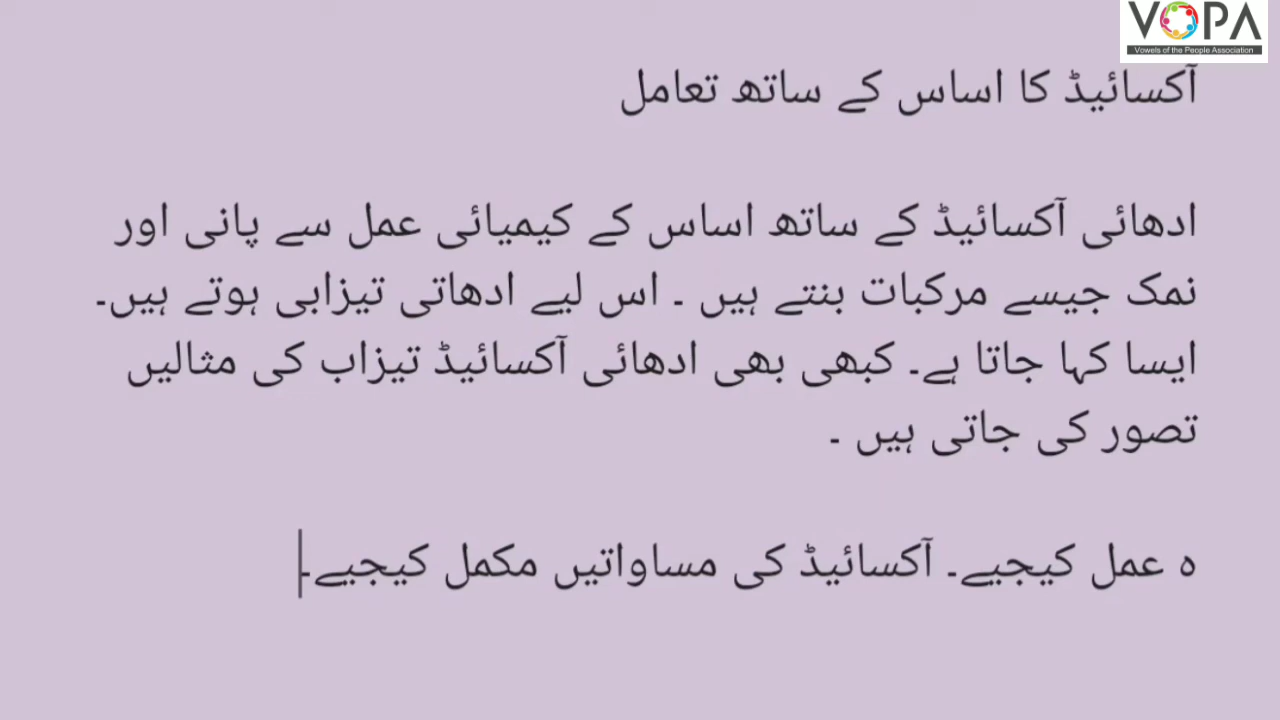 VOPA
Vowels of the People Association
آکسائیڈ کا اساس کے ساتھ تعامل
ادھائی آکسائیڈ کے ساتھ اساس کے کیمیائی عمل سے پانی اور
نمک جیسے مرکبات بنتے ہیں ۔ اس لیے ادھاتی تیزابی ہوتے ہیں۔
ایسا کہا جاتا ہے۔ کبھی بھی ادھائی آکسائیڈ تیزاب کی مثالیں
تصور کی جاتی ہیں ۔
ہ عمل کیجیے۔ آکسائیڈ کی مساواتیں مکمل کیجیے۔